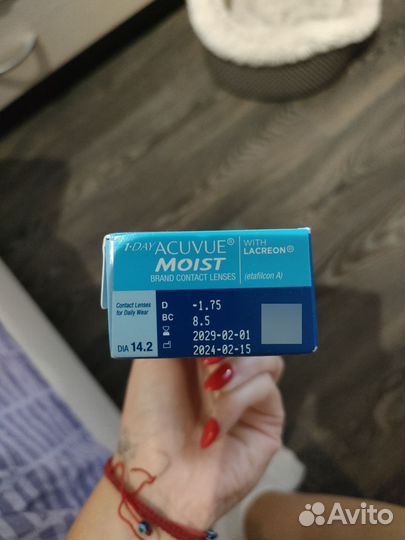 1·DAY ACUVUE® WITH LACREON®
MOIST
BRAND CONTACT LENSES (etafilcon A)
Contact Lenses for Daily Wear
DIA 14.2
D -1.75
BC 8.5
2029-02-01
2024-02-15
Avito